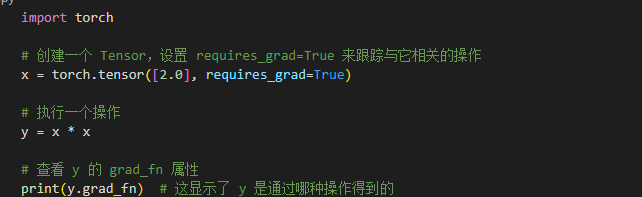 import torch
# 创建一个 Tensor，设置 requires_grad=True 来跟踪与它相关的操作
x = torch.tensor([2.0], requires_grad=True)
# 执行一个操作
y = x * x
# 查看 y 的 grad_fn 属性
print(y.grad_fn)  # 这显示了 y 是通过哪种操作得到的